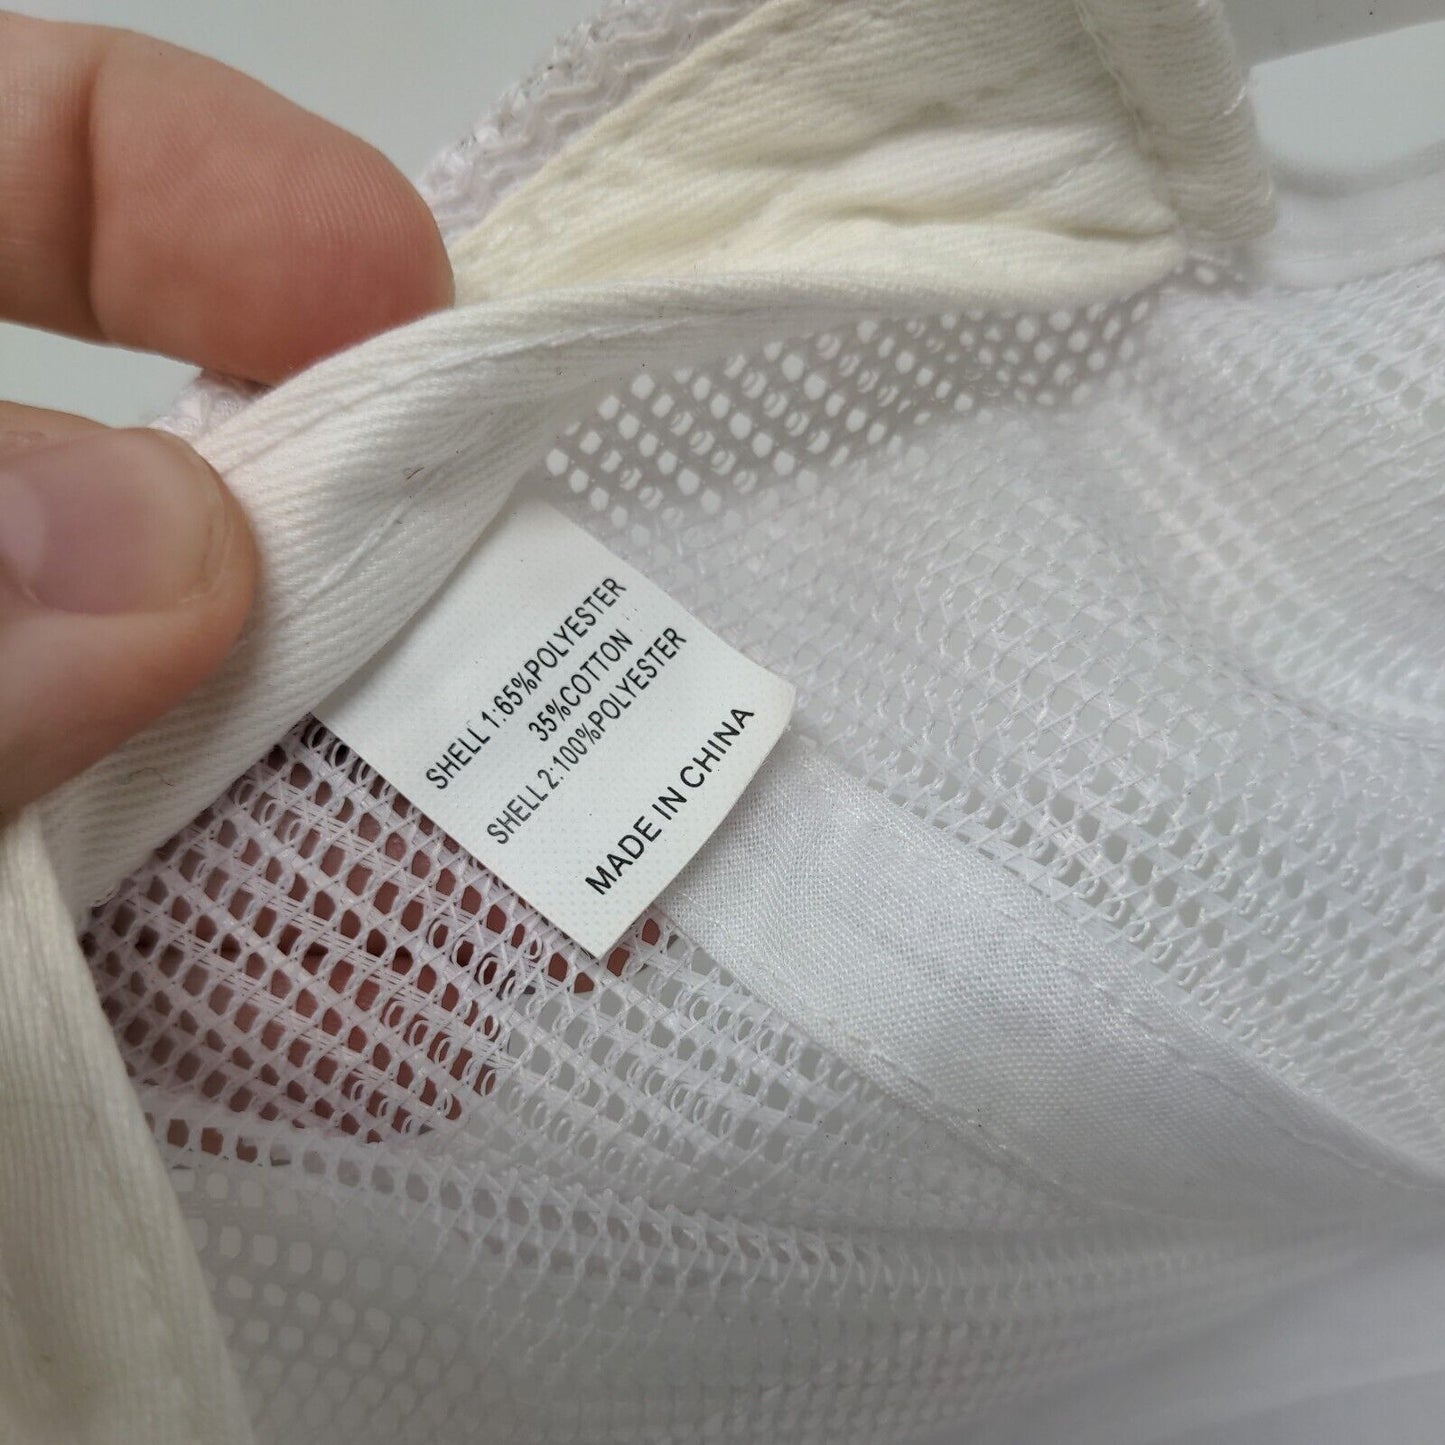 SHELL 1:65%POLYESTER
35%COTTON
SHELL 2:100%POLYESTER
MADE IN CHINA